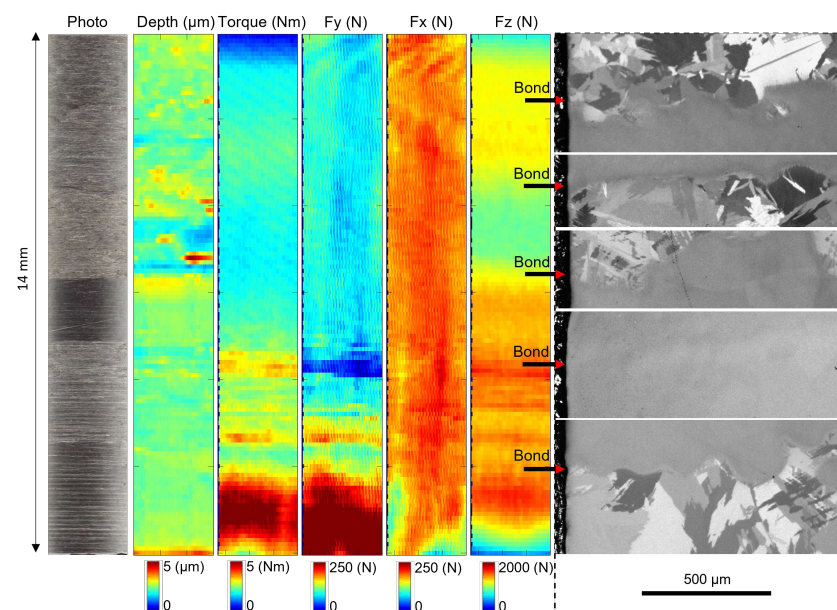 Photo Depth (µm) Torque (Nm) Fy (N) Fx (N) Fz (N)
14 mm
Bond
Bond
Bond
Bond
Bond
5 (µm) 5 (Nm) 250 (N) 250 (N) 2000 (N)
0 0 0 0 0
500 µm